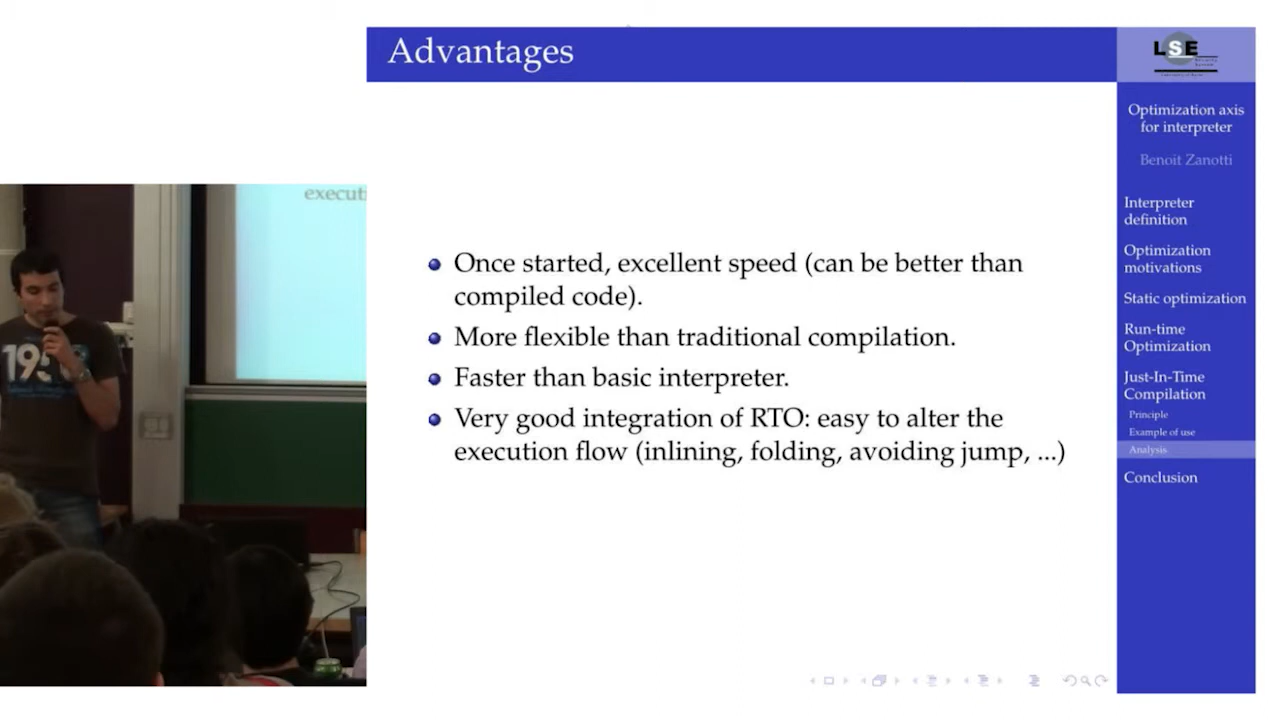 Advantages
LSE
Optimization axis
for interpreter
Benoit Zanotti
Interpreter
definition
Optimization
motivations
Static optimization
Run-time
Optimization
Just-In-Time
Compilation
Principle
Example of use
Analysis
Conclusion
Once started, excellent speed (can be better than
compiled code).
More flexible than traditional compilation.
Faster than basic interpreter.
Very good integration of RTO: easy to alter the
execution flow (inlining, folding, avoiding jump, ...)